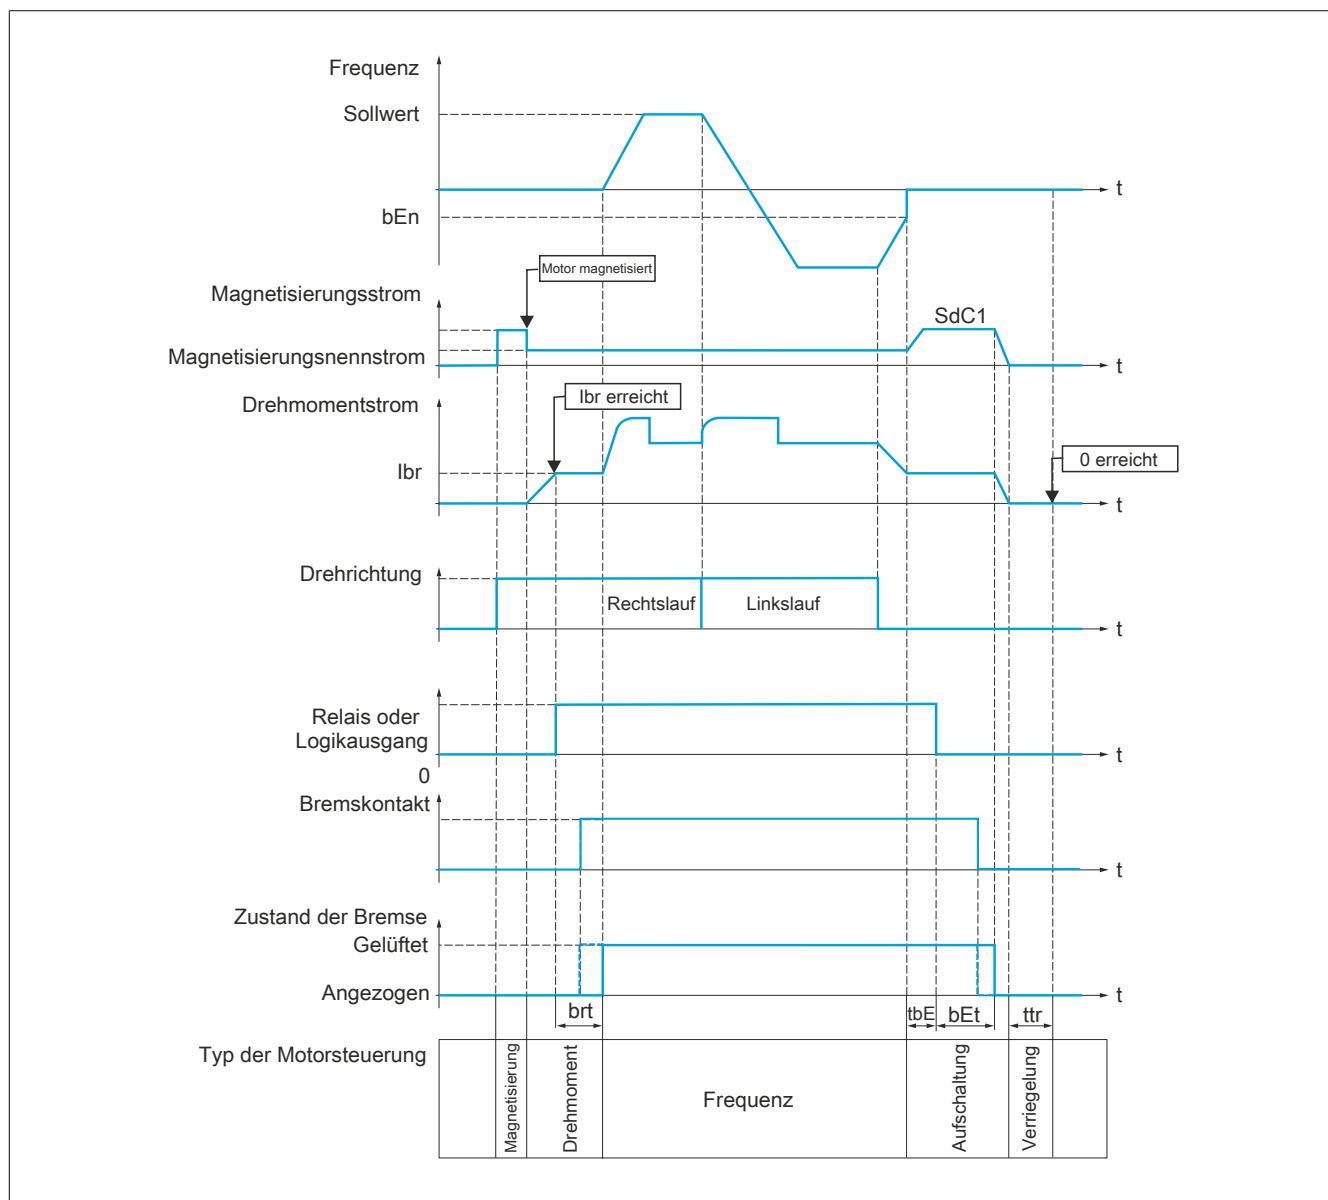 Frequenz
Sollwert
t
bEn
Motor magnetisiert
Magnetisierungsstrom
SdC1
Magnetisierungsnennstrom
t
Drehmomentstrom
Ibr erreicht
Ibr
0 erreicht
t
Drehrichtung
Rechtslauf
Linkslauf
t
Relais oder
Logikausgang
t
0
Bremskontakt
t
Zustand der Bremse
Gelüftet
Angezogen
t
brt
tbE
bEt
ttr
Typ der Motorsteuerung
Magnetisierung
Drehmoment
Frequenz
Aufschaltung
Verriegelung